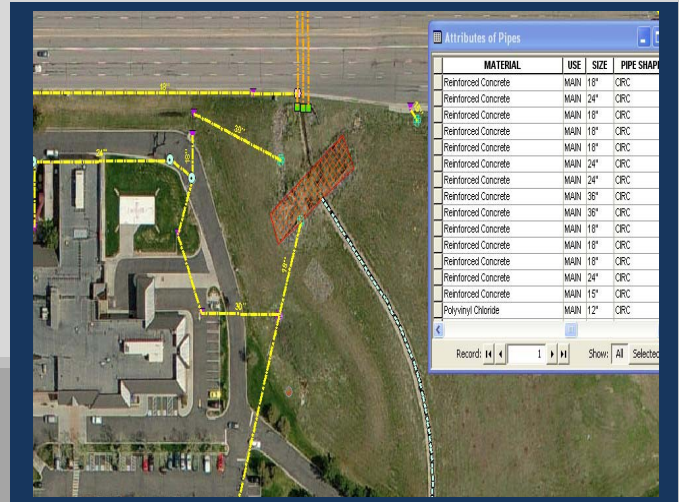 Attributes of Pipes
MATERIAL USE SIZE PIPE SHAP
Reinforced Concrete MAIN 18" CIRC
Reinforced Concrete MAIN 24" CIRC
Reinforced Concrete MAIN 18" CIRC
Reinforced Concrete MAIN 18" CIRC
Reinforced Concrete MAIN 18" CIRC
Reinforced Concrete MAIN 24" CIRC
Reinforced Concrete MAIN 24" CIRC
Reinforced Concrete MAIN 36" CIRC
Reinforced Concrete MAIN 36" CIRC
Reinforced Concrete MAIN 18" CIRC
Reinforced Concrete MAIN 18" CIRC
Reinforced Concrete MAIN 18" CIRC
Reinforced Concrete MAIN 24" CIRC
Reinforced Concrete MAIN 15" CIRC
Polyvinyl Chloride MAIN 12" CIRC
Record: 1 Show: All Selected
30"
24"
30"